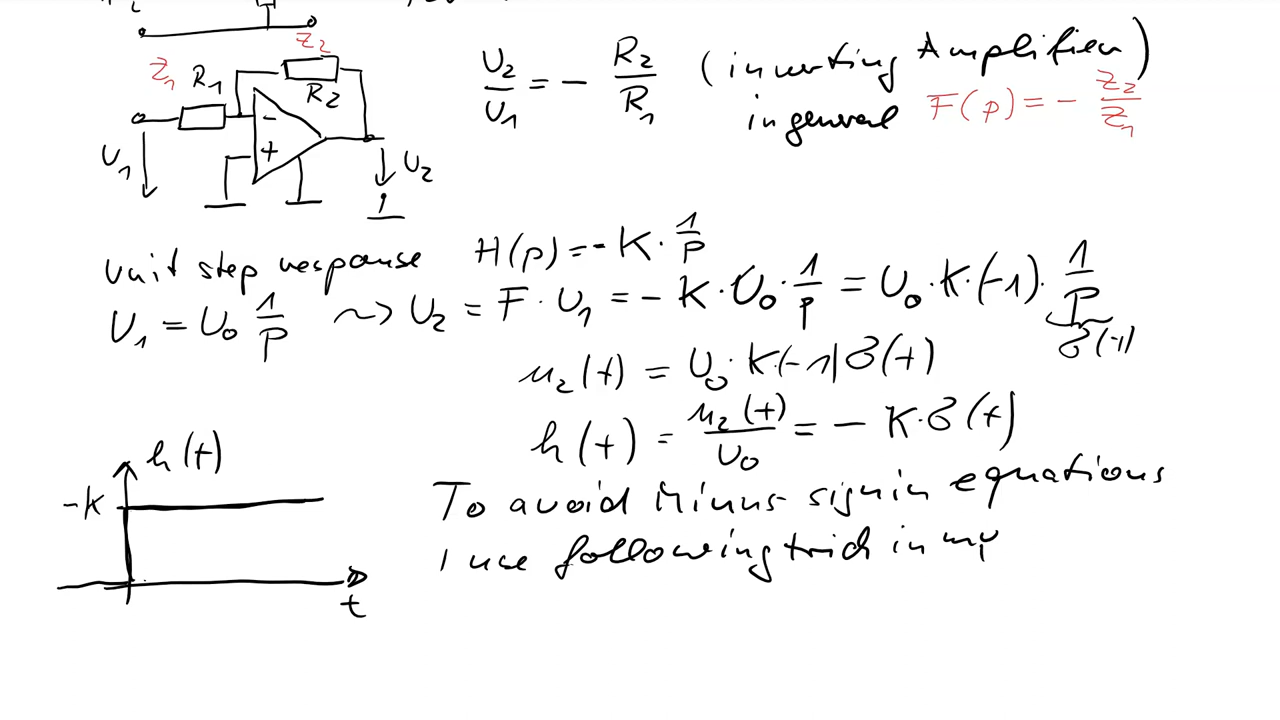 Z₂
Z₁ R₁ R₂
- +
U₁ U₂
U₂/U₁ = - R₂/R₁ (inverting Amplifier)
in general F(p) = - Z₂/Z₁
unit step response H(p) = - K · 1/p
U₁ = U₀ 1/p ~> U₂ = F · U₁ = - K · U₀ · 1/p = U₀ · K · (-1) · 1/p
σ(t)
u₂(t) = U₀ · K · (-1) σ(t)
h(t) = u₂(t)/U₀ = - K · σ(t)
h(t)
-K
t
To avoid Minus sign in equations
I use following trick in my